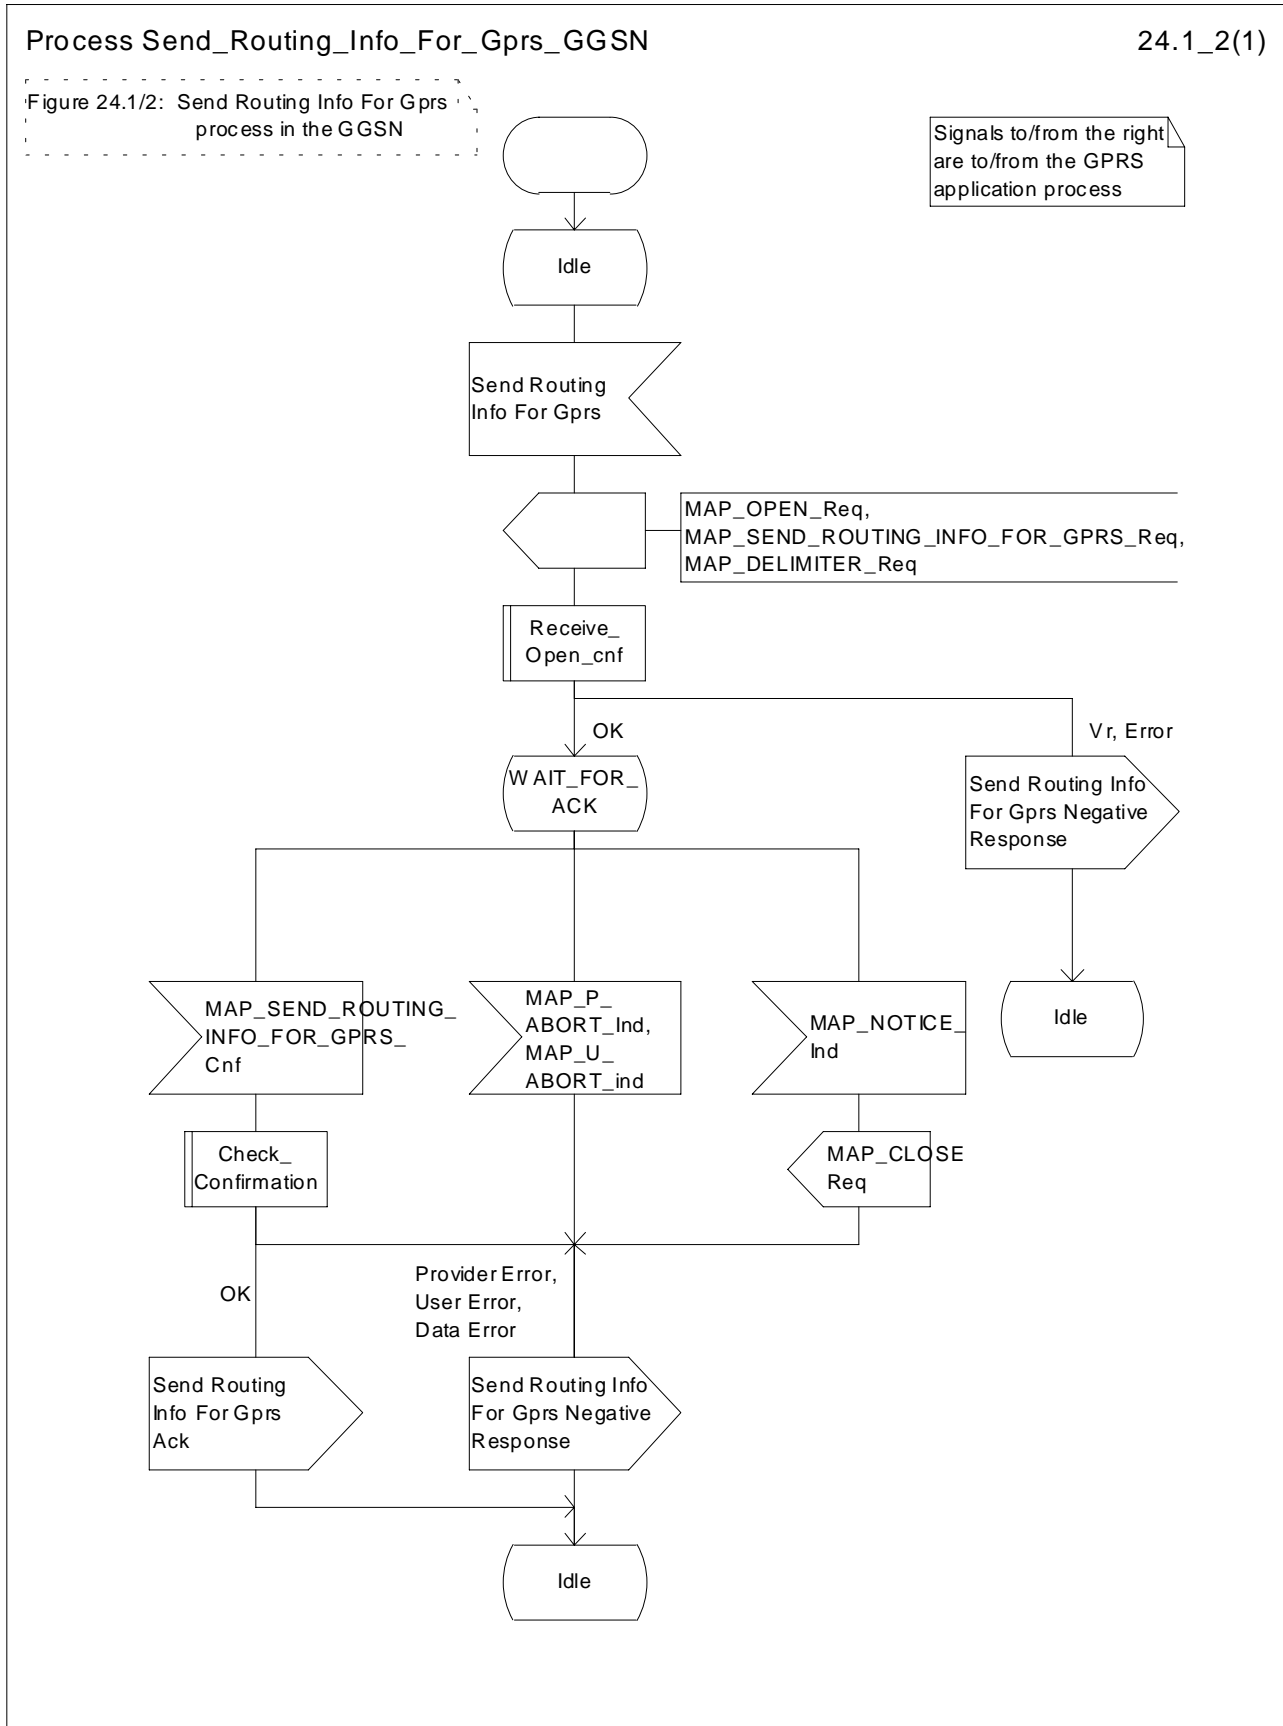 Process Send_Routing_Info_For_Gprs_GGSN
24.1_2(1)
Figure 24.1/2: Send Routing Info For Gprs
process in the GGSN
Signals to/from the right
are to/from the GPRS
application process
Idle
Send Routing
Info For Gprs
MAP_OPEN_Req,
MAP_SEND_ROUTING_INFO_FOR_GPRS_Req,
MAP_DELIMITER_Req
Receive_
Open_cnf
OK
Vr, Error
WAIT_FOR_
ACK
Send Routing Info
For Gprs Negative
Response
MAP_SEND_ROUTING_
INFO_FOR_GPRS_
Cnf
MAP_P_
ABORT_Ind,
MAP_U_
ABORT_ind
MAP_NOTICE_
Ind
Idle
Check_
Confirmation
MAP_CLOSE
Req
OK
Provider Error,
User Error,
Data Error
Send Routing
Info For Gprs
Ack
Send Routing Info
For Gprs Negative
Response
Idle